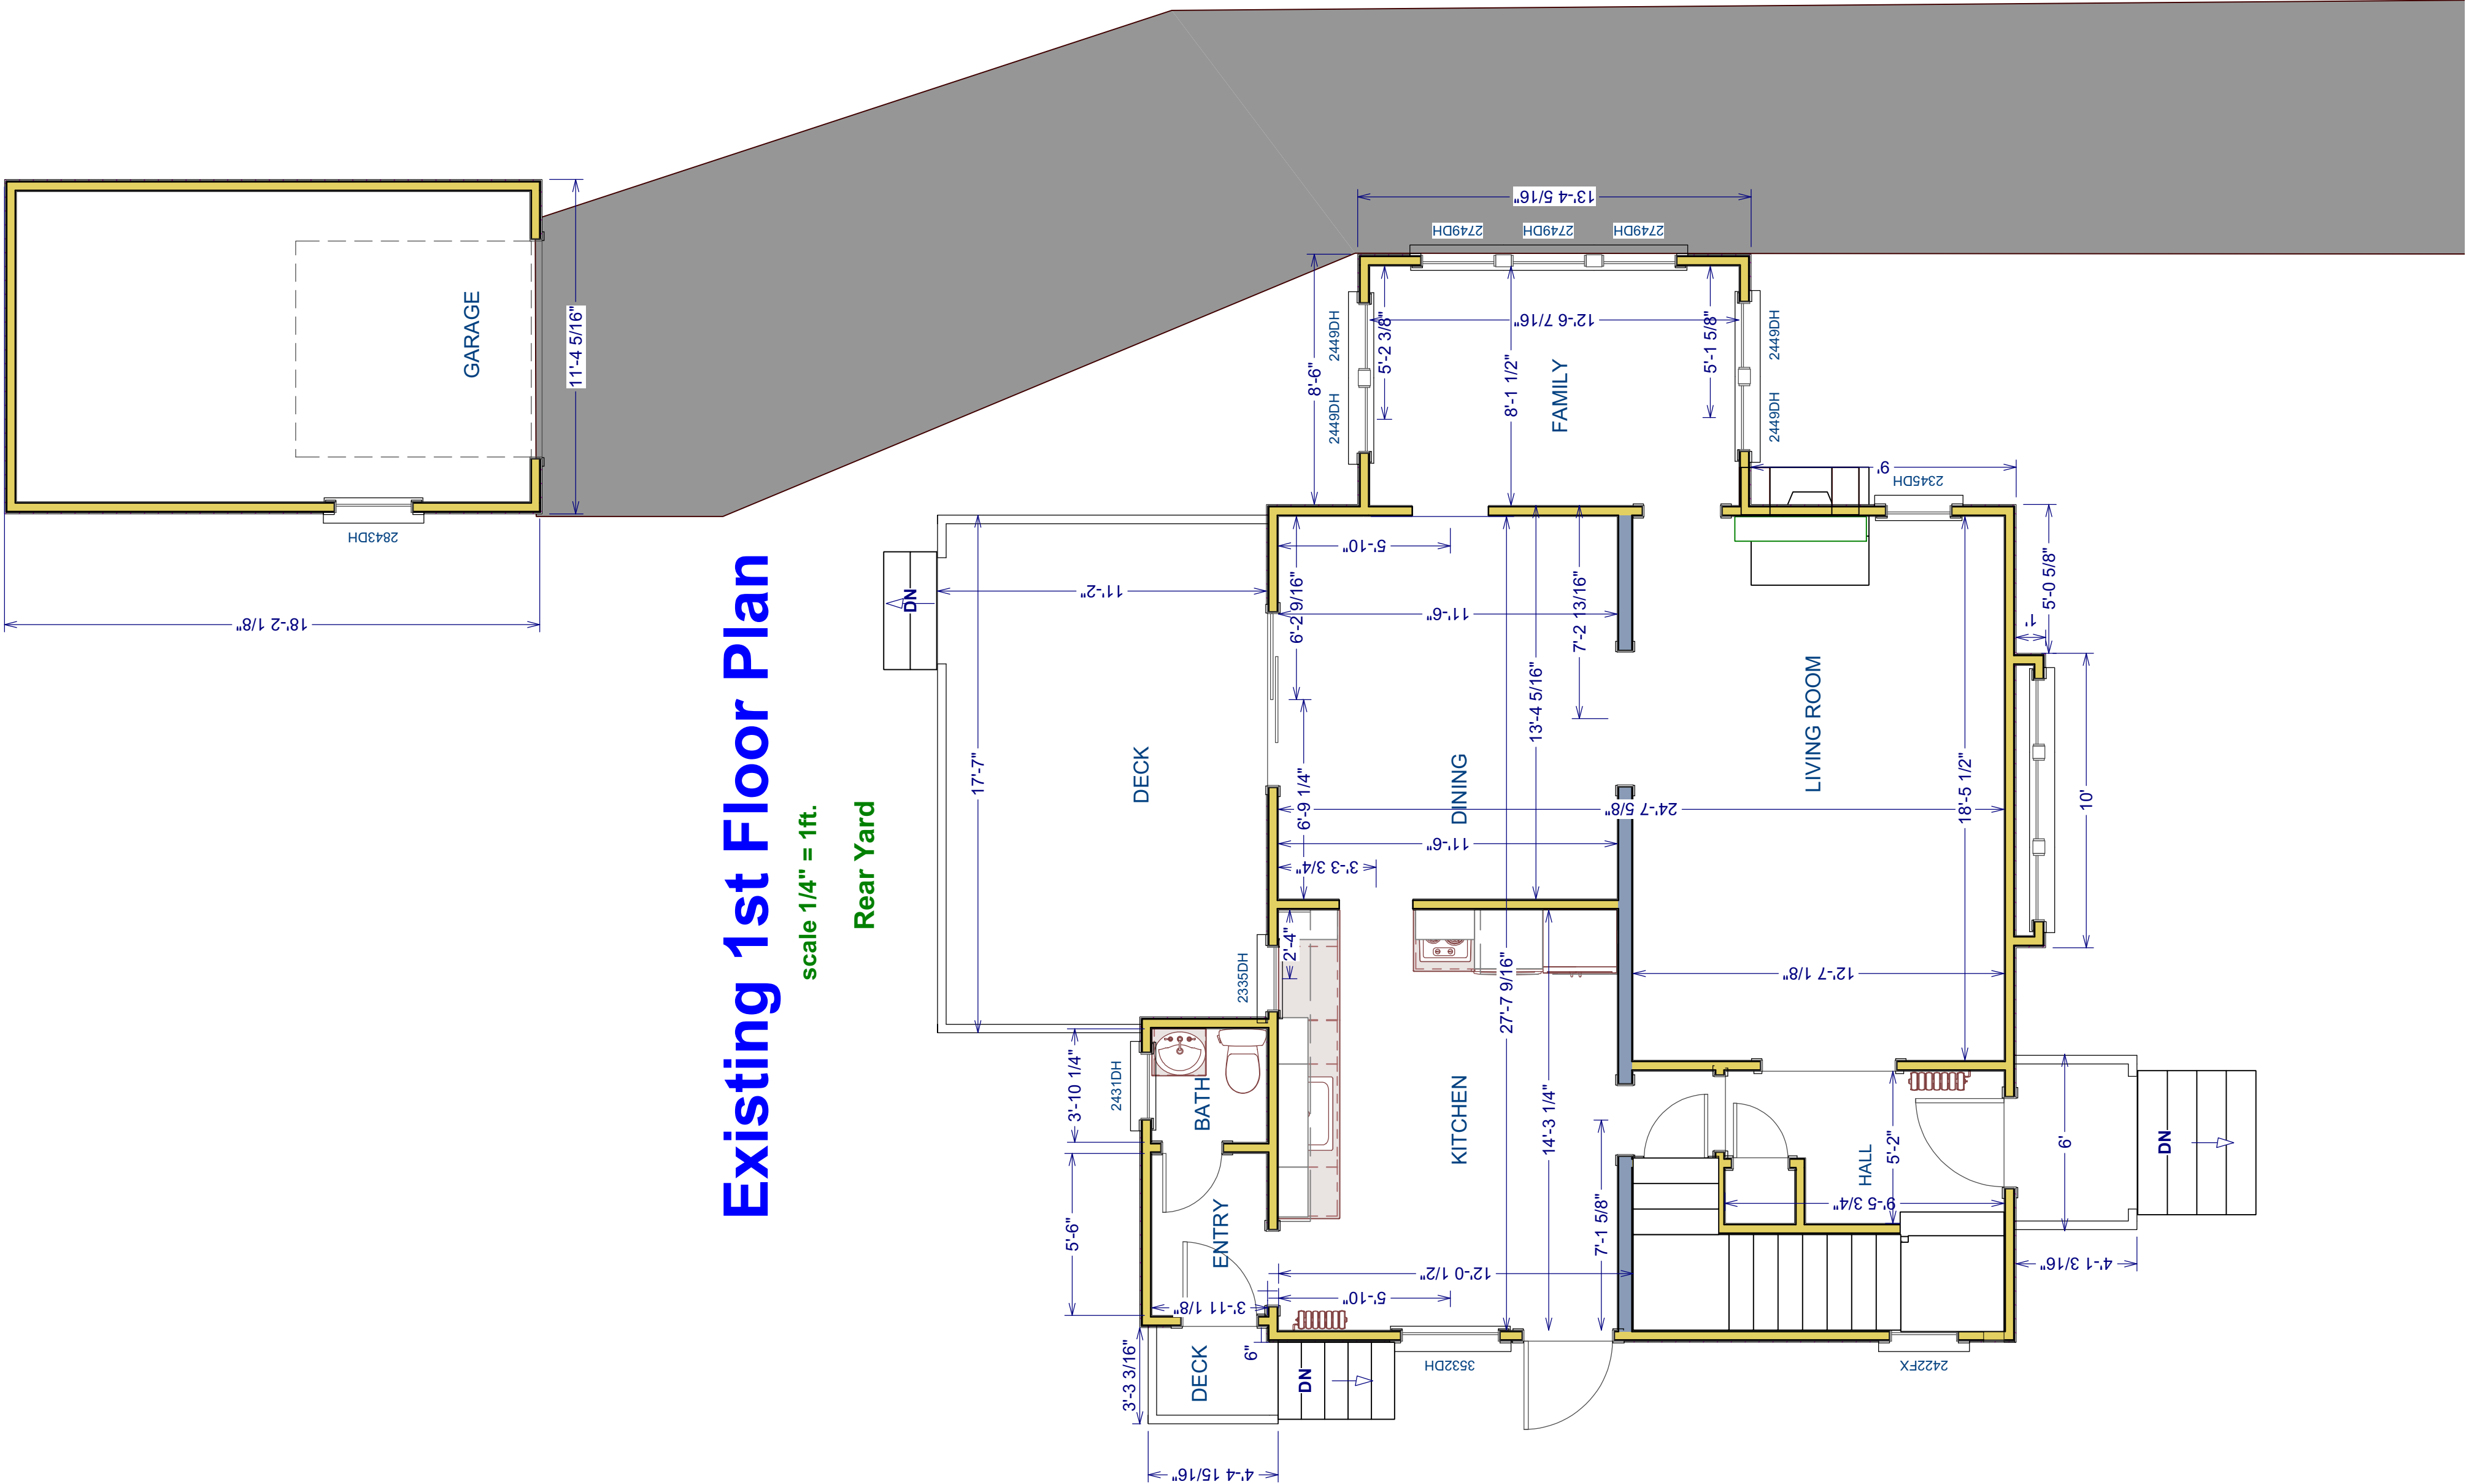 Existing 1st Floor Plan
scale 1/4" = 1ft.
Rear Yard
GARAGE
11'-4 5/16"
18'-2 1/8"
2843DH
13'-4 5/16"
2749DH
2749DH
2749DH
8'-6"
2449DH
2449DH
5'-2 3/8"
12'-6 7/16"
8'-1 1/2"
FAMILY
5'-1 5/8"
2449DH
2449DH
9'
2345DH
5'-0 5/8"
1'
10'
DN
11'-2"
17'-7"
DECK
5'-10"
6'-2 9/16"
11'-6"
7'-2 13/16"
13'-4 5/16"
6'-9 1/4"
DINING
24'-7 5/8"
11'-6"
3'-3 3/4"
LIVING ROOM
18'-5 1/2"
12'-7 1/8"
2335DH
2'-4"
27'-7 9/16"
2431DH
3'-10 1/4"
BATH
KITCHEN
14'-3 1/4"
7'-1 5/8"
5'-6"
ENTRY
3'-11 1/8"
12'-0 1/2"
5'-10"
HALL
5'-2"
9'-5 3/4"
6'
DN
4'-1 3/16"
3'-3 3/16"
DECK
6"
DN
3532DH
2422FX
4'-4 15/16"